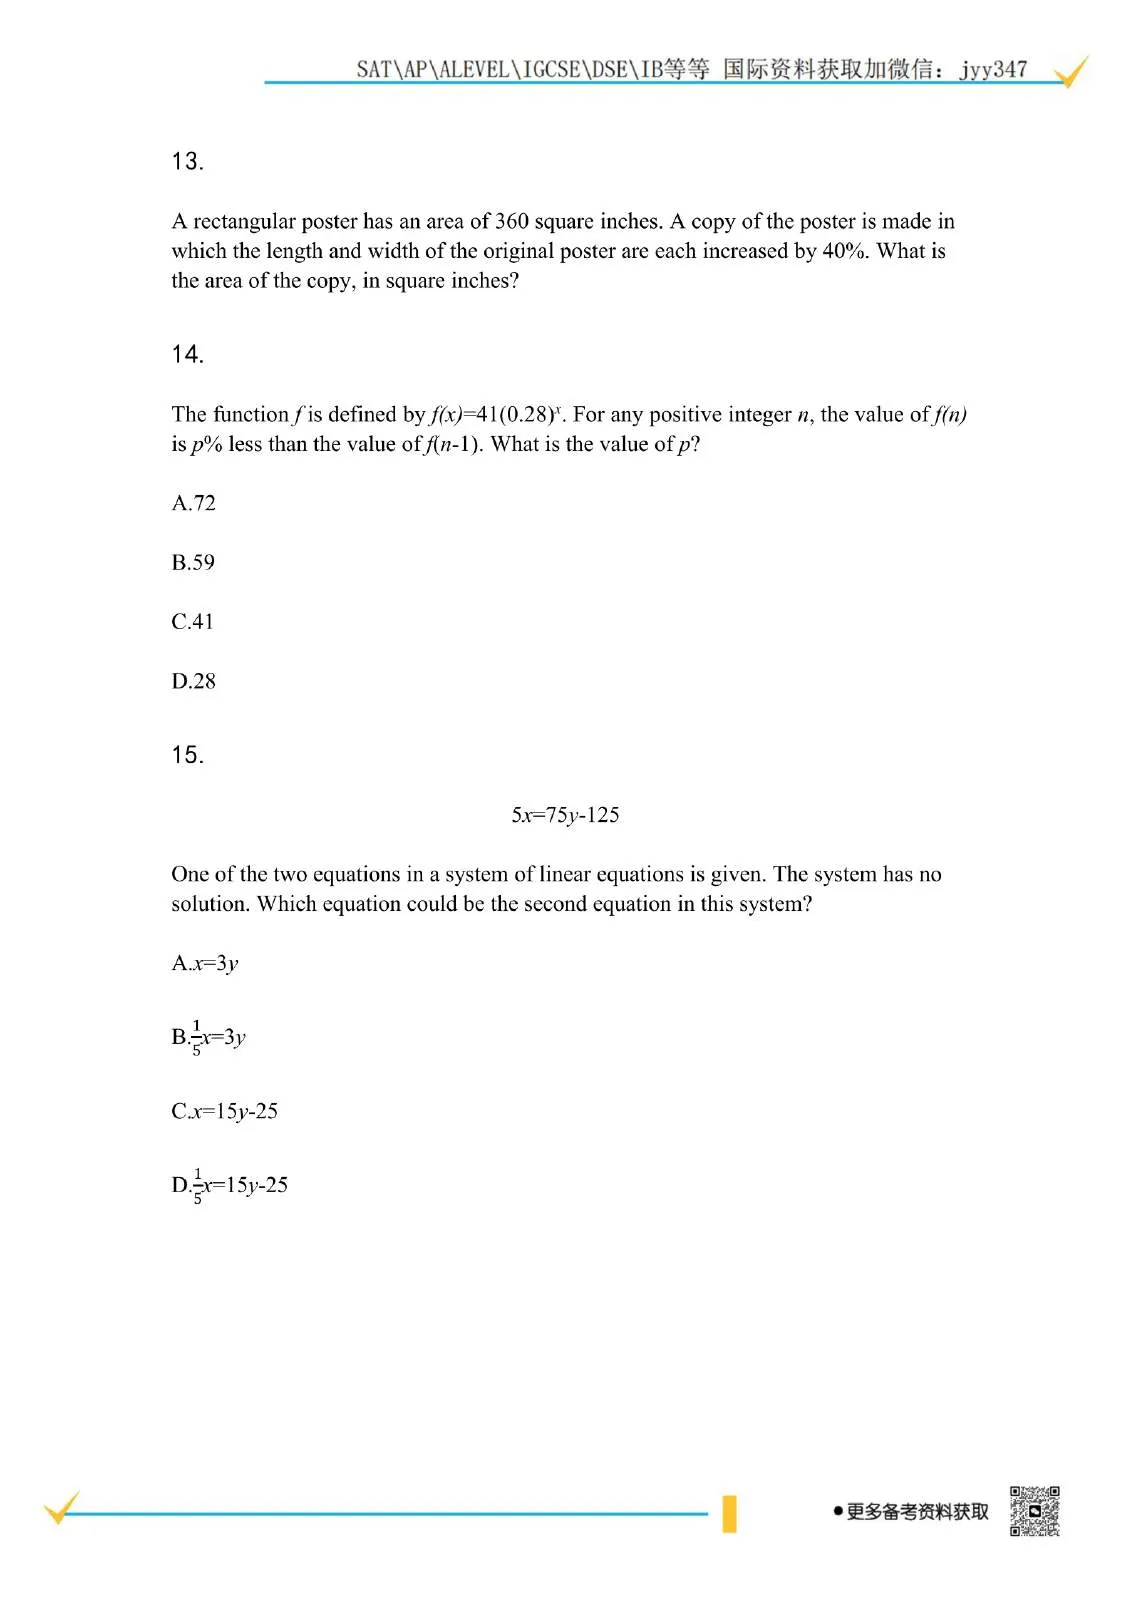 SAT\AP\ALEVEL\IGCSE\DSE\IB等等 国际资料获取加微信：jyy347
13.
A rectangular poster has an area of 360 square inches. A copy of the poster is made in
which the length and width of the original poster are each increased by 40%. What is
the area of the copy, in square inches?
14.
The function f is defined by f(x)=41(0.28)ˣ. For any positive integer n, the value of f(n)
is p% less than the value of f(n-1). What is the value of p?
A.72
B.59
C.41
D.28
15.
5x=75y-125
One of the two equations in a system of linear equations is given. The system has no
solution. Which equation could be the second equation in this system?
A.x=3y
B.1/5x=3y
C.x=15y-25
D.1/5x=15y-25
•更多备考资料获取